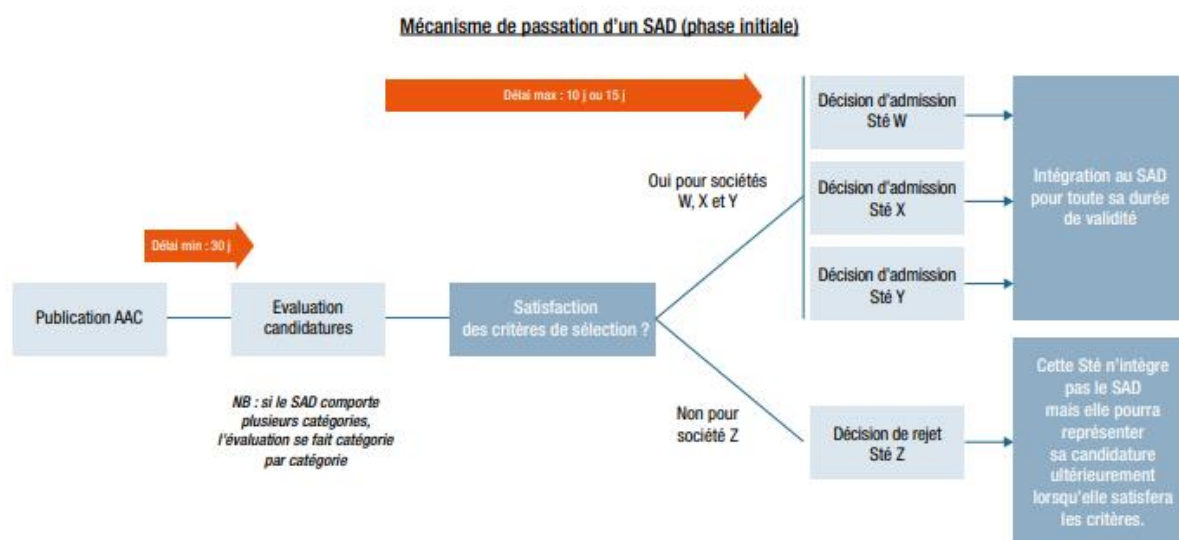 Mécanisme de passation d'un SAD (phase initiale)
Délai max : 10 j ou 15 j
Décision d'admission
Sté W
Oui pour sociétés
W, X et Y
Décision d'admission
Sté X
Intégration au SAD
pour toute sa durée
de validité
Délai min : 30 j
Décision d'admission
Sté Y
Publication AAC
Evaluation
candidatures
Satisfaction
des critères de sélection ?
NB : si le SAD comporte
plusieurs catégories,
l'évaluation se fait catégorie
par catégorie
Non pour
société Z
Décision de rejet
Sté Z
Cette Sté n'intègre
pas le SAD
mais elle pourra
représenter
sa candidature
ultérieurement
lorsqu'elle satisfera
les critères.